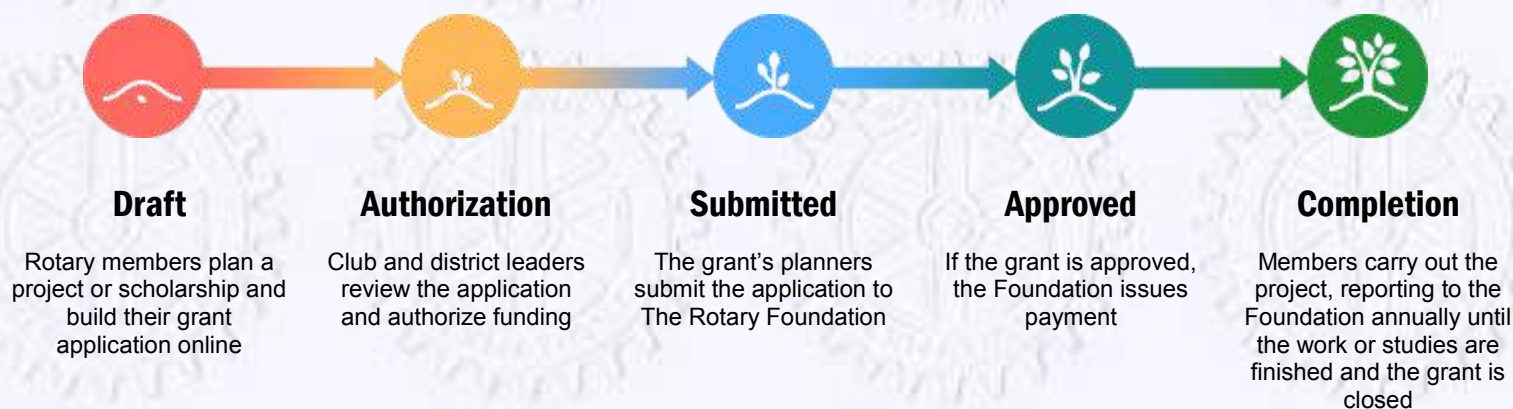 Draft
Rotary members plan a
project or scholarship and
build their grant
application online
Authorization
Club and district leaders
review the application
and authorize funding
Submitted
The grant’s planners
submit the application to
The Rotary Foundation
Approved
If the grant is approved,
the Foundation issues
payment
Completion
Members carry out the
project, reporting to the
Foundation annually until
the work or studies are
finished and the grant is
closed